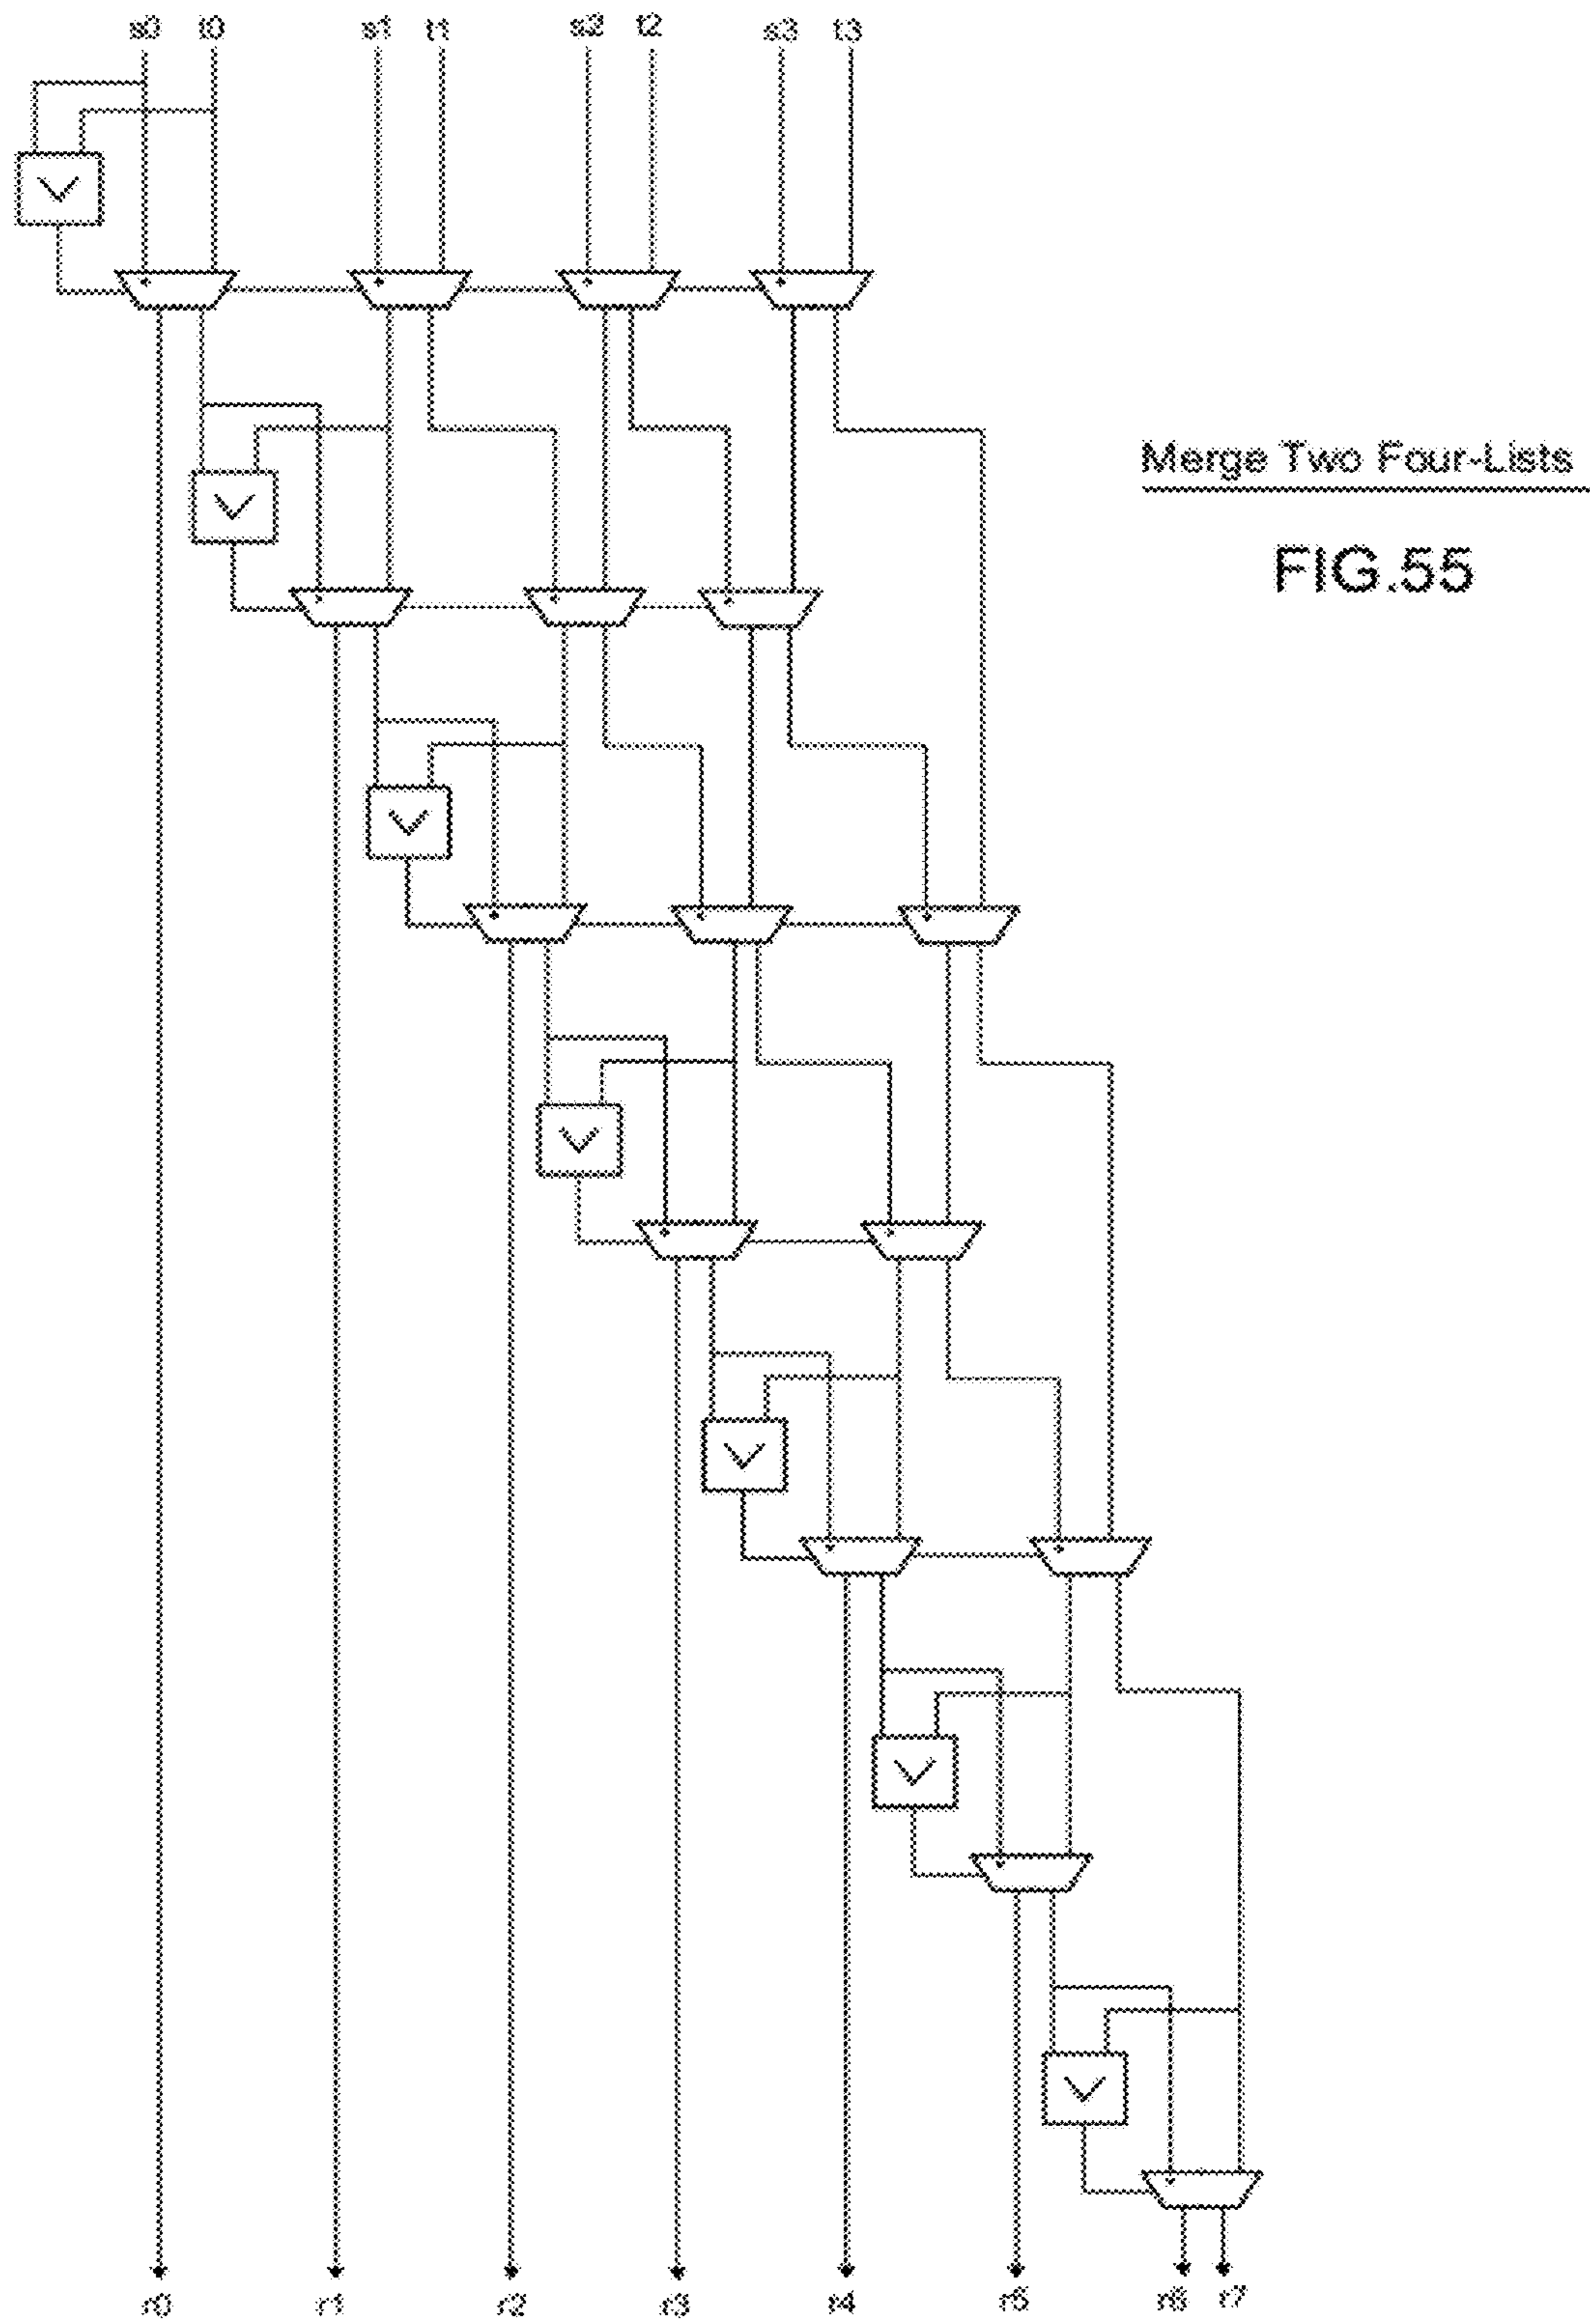 s0 t0 s1 t1 s2 t2 s3 t3
Merge Two Four-Lists
FIG.55
r0 r1 r2 r3 r4 r5 r6 r7